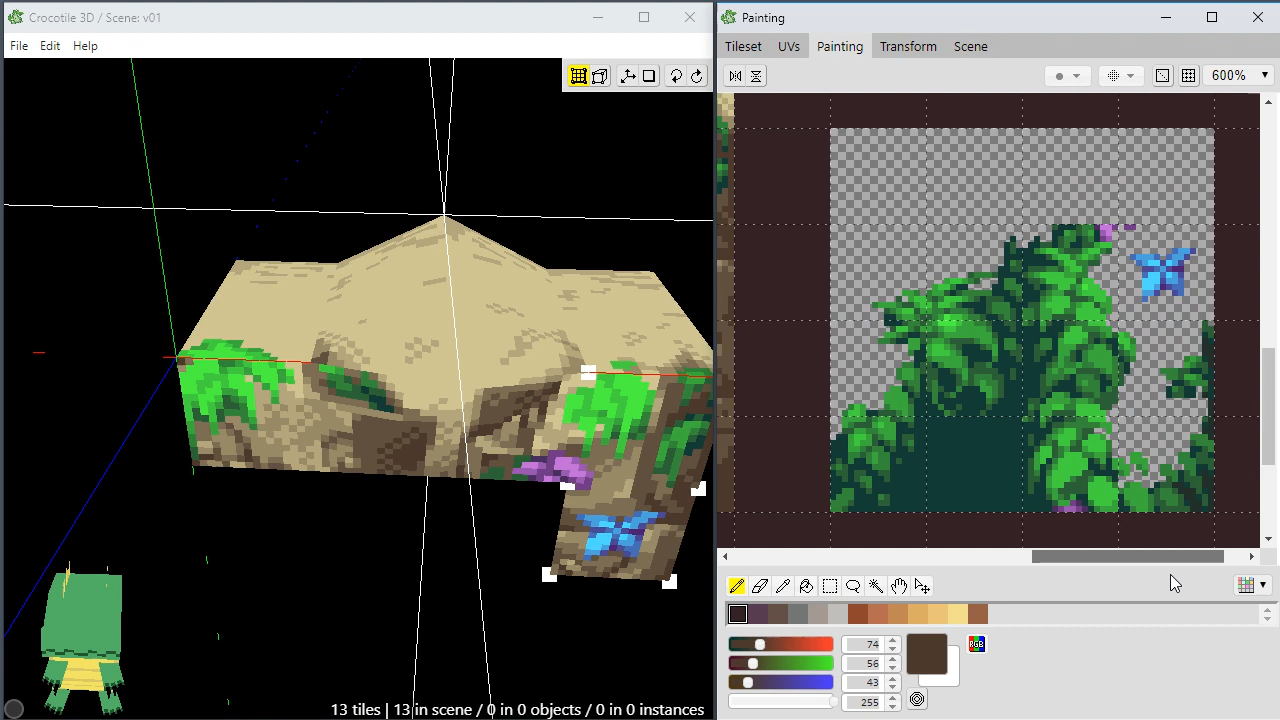 Crocotile 3D / Scene: v01
File Edit Help
13 tiles | 13 in scene / 0 in 0 objects / 0 in 0 instances
Painting
Tileset UVs Painting Transform Scene
600%
74
56
43
255
RGB